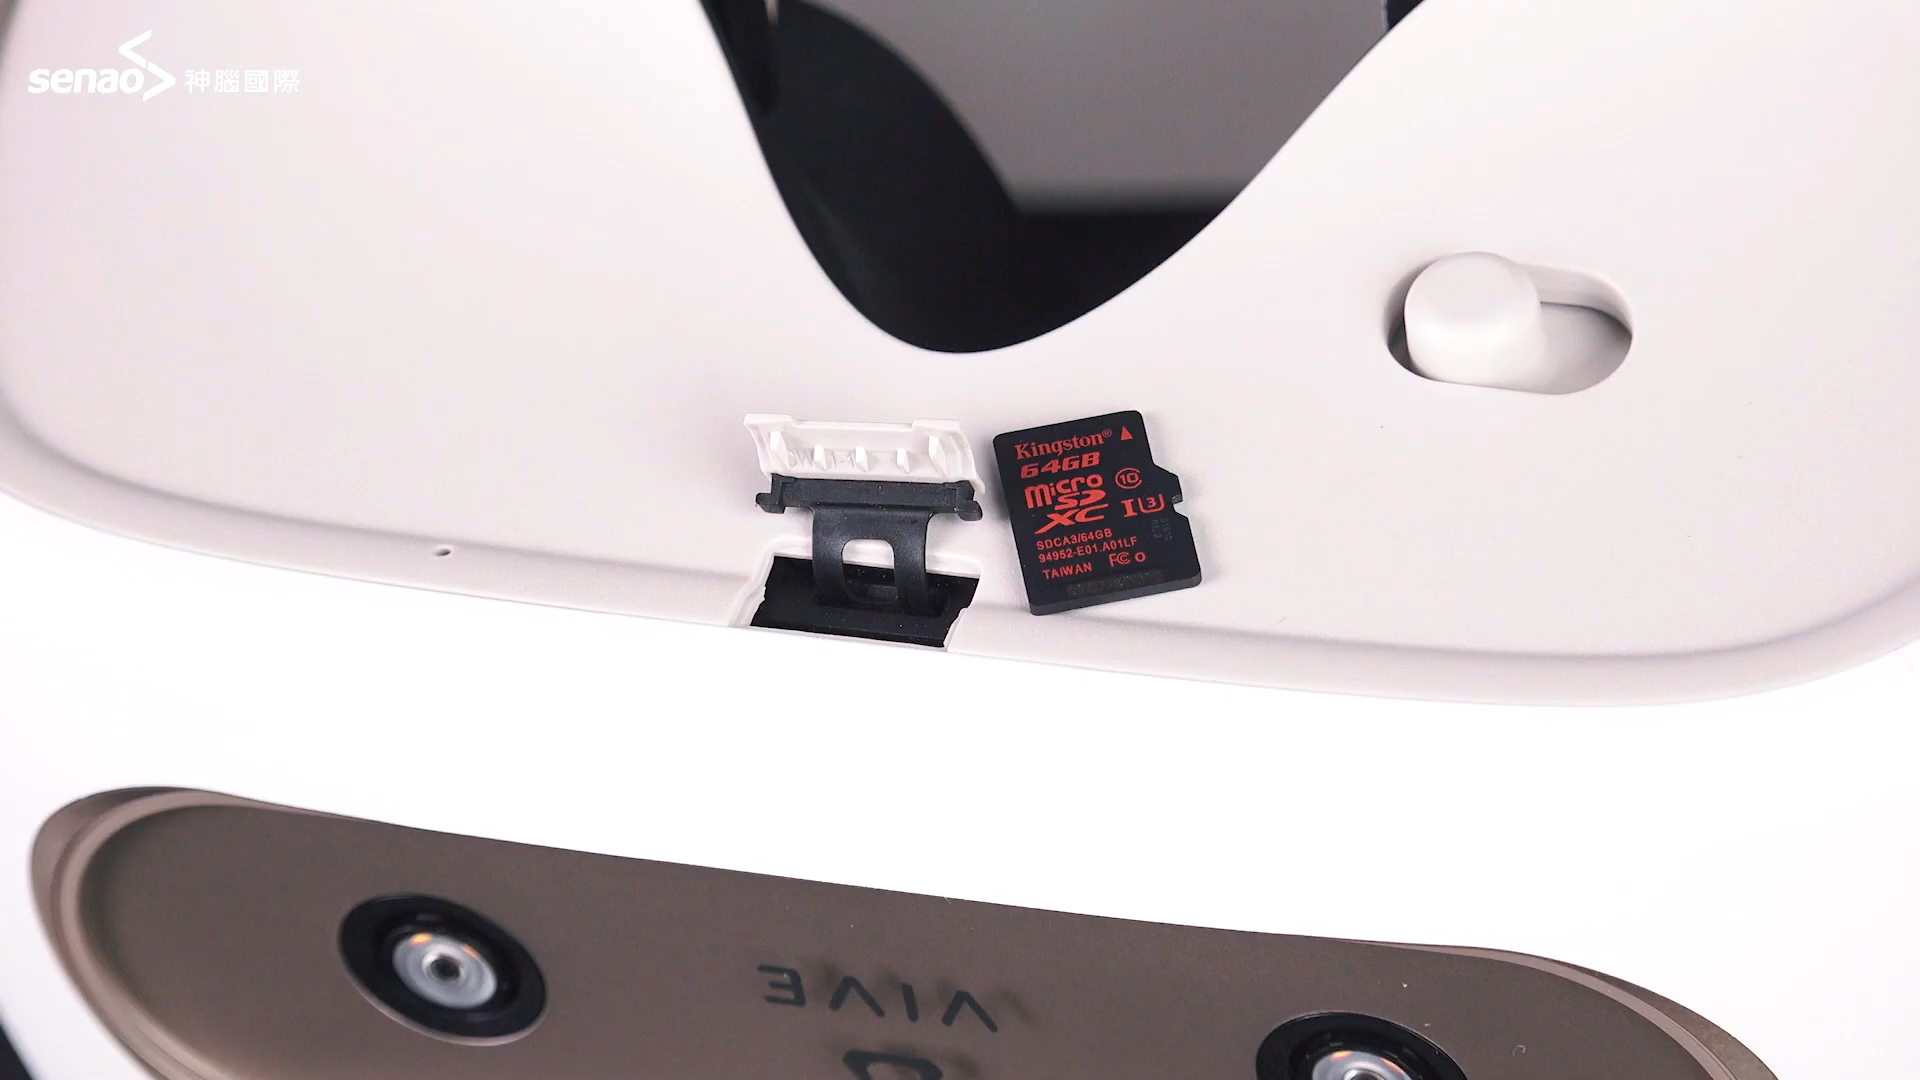 senao 神腦國際
Kingston®
64GB
Micro
SD
XC
10
I U3
SDCA3/64GB
94952-E01.A01LF
TAIWAN FC
VIVE